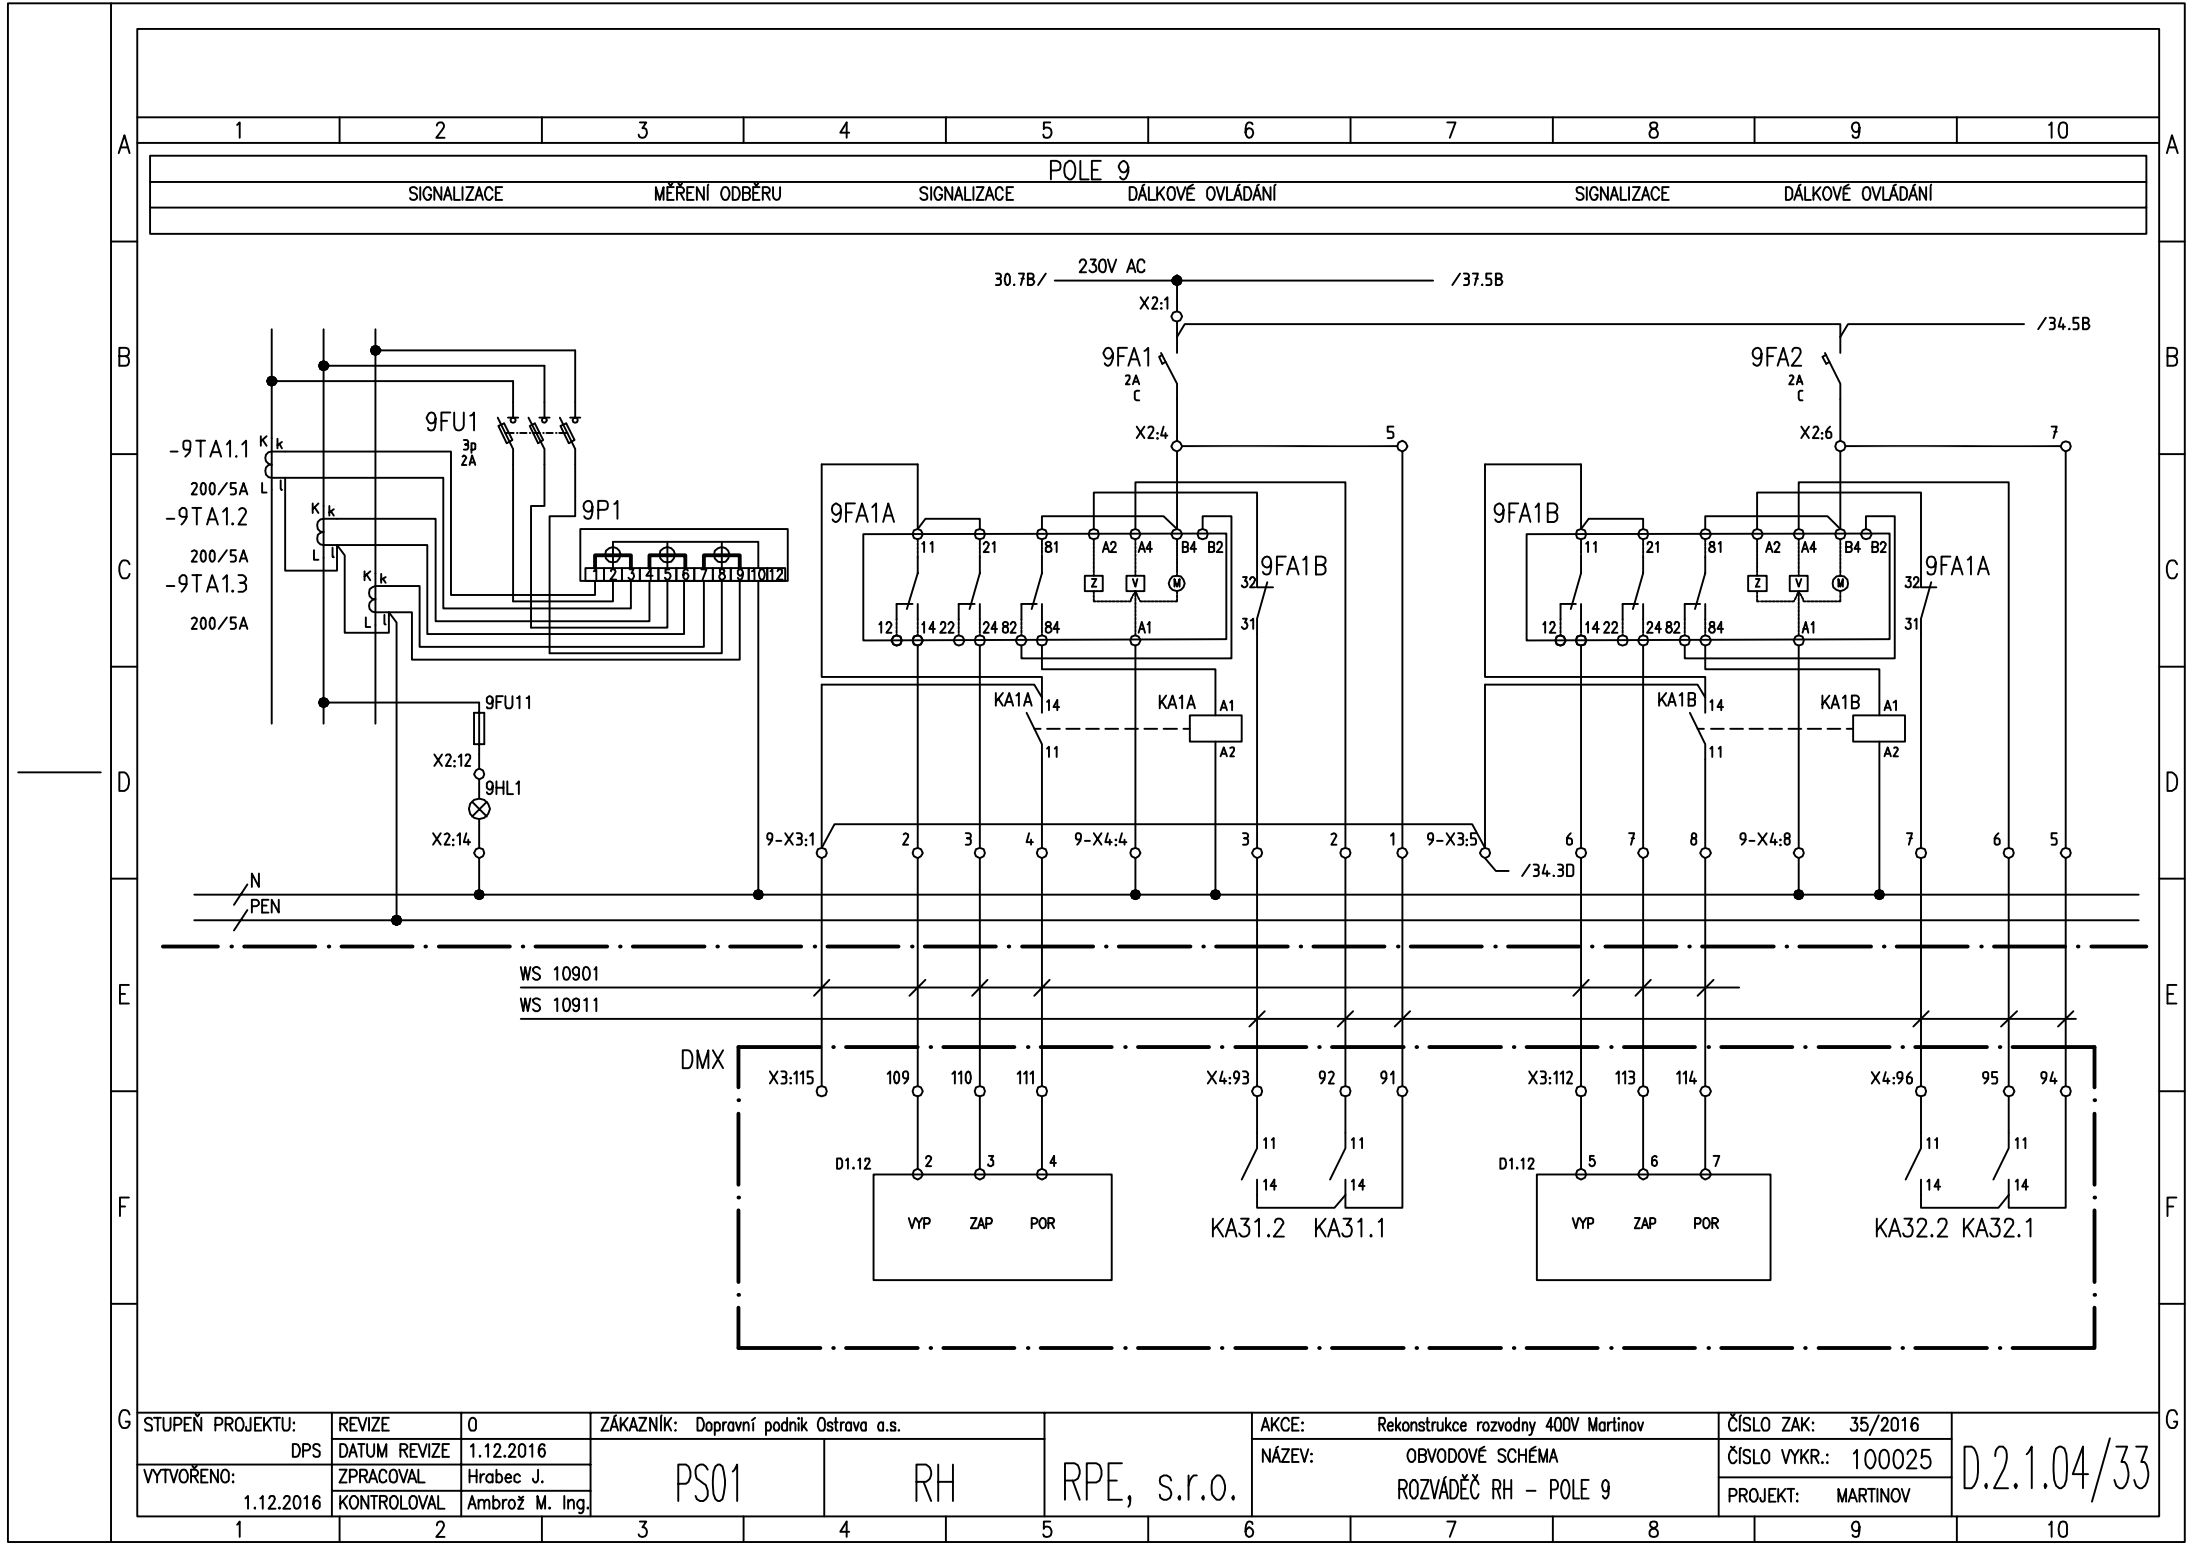 1 2 3 4 5 6 7 8 9 10
A A
POLE 9
SIGNALIZACE MĚŘENÍ ODBĚRU SIGNALIZACE DÁLKOVÉ OVLÁDÁNÍ SIGNALIZACE DÁLKOVÉ OVLÁDÁNÍ
230V AC
30.7B/ /37.5B
X2:1
/34.5B
B B
9FA1 9FA2
2A 2A
C C
9FU1
3p
2A
X2:4 5 X2:6 7
-9TA1.1 K k
200/5A L l
-9TA1.2 K k
200/5A L l
-9TA1.3 K k
200/5A L l
9P1
1 2 3 4 5 6 7 8 9 10 12
C C
9FA1A 9FA1B
11 21 81 A2 A4 B4 B2 11 21 81 A2 A4 B4 B2
9FA1B 9FA1A
Z V M 32 Z V M 32
31 31
12 14 22 24 82 84 A1 12 14 22 24 82 84 A1
9FU11
KA1A 14 KA1A A1 KA1B 14 KA1B A1
11 A2 11 A2
X2:12
D D
9HL1
X2:14
9-X3:1 2 3 4 9-X4:4 3 2 1 9-X3:5 6 7 8 9-X4:8 7 6 5
/34.3D
N
PEN
E E
WS 10901
WS 10911
DMX
X3:115 109 110 111 X4:93 92 91 X3:112 113 114 X4:96 95 94
11 11 11 11
D1.12 2 3 4 D1.12 5 6 7
14 14 14 14
F F
VYP ZAP POR VYP ZAP POR
KA31.2 KA31.1 KA32.2 KA32.1
G G
STUPEŇ PROJEKTU: REVIZE 0 ZÁKAZNÍK: Dopravní podnik Ostrava a.s. AKCE: Rekonstrukce rozvodny 400V Martinov ČÍSLO ZAK: 35/2016
DPS DATUM REVIZE 1.12.2016 NÁZEV: OBVODOVÉ SCHÉMA ČÍSLO VYKR.: 100025
VYTVOŘENO: ZPRACOVAL Hrabec J. PS01 RH RPE, s.r.o. ROZVÁDĚČ RH – POLE 9 D.2.1.04/33
1.12.2016 KONTROLOVAL Ambrož M. Ing. PROJEKT: MARTINOV
1 2 3 4 5 6 7 8 9 10